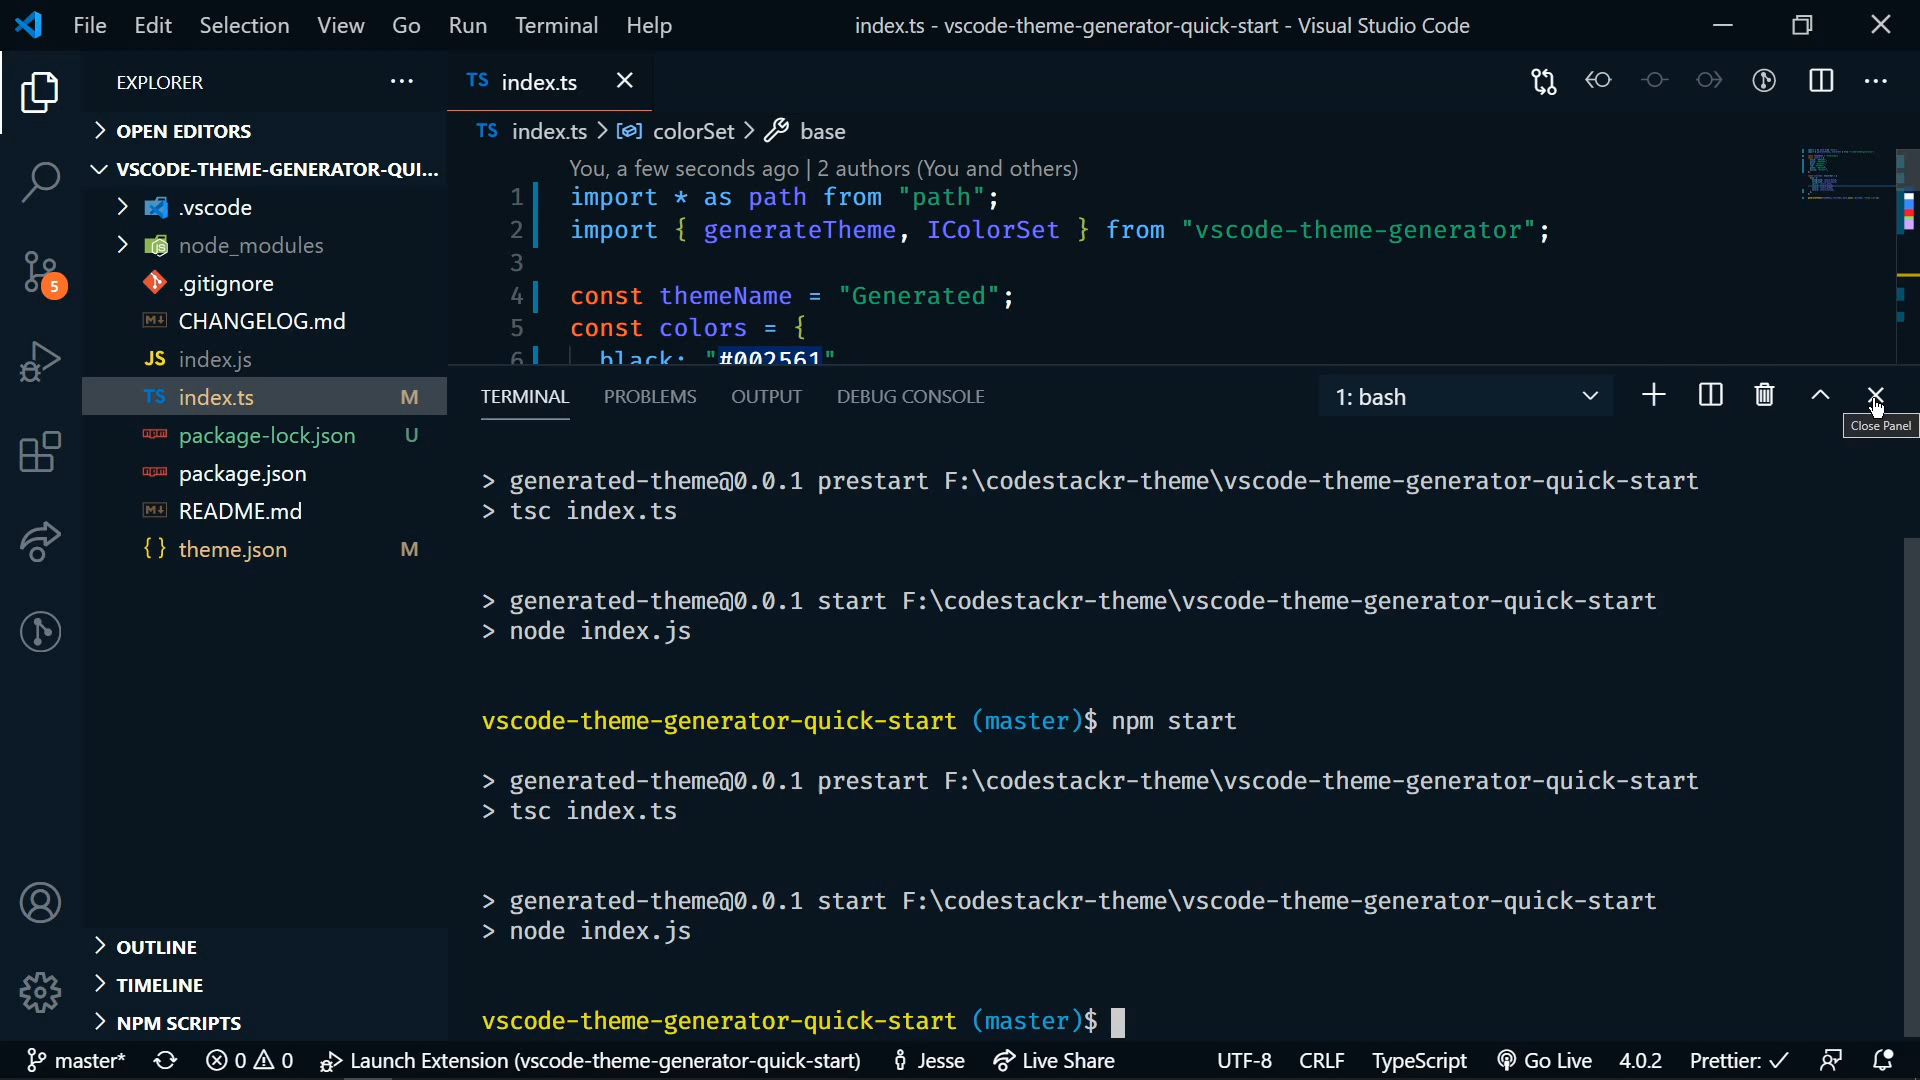 File Edit Selection View Go Run Terminal Help
index.ts - vscode-theme-generator-quick-start - Visual Studio Code
EXPLORER
OPEN EDITORS
VSCODE-THEME-GENERATOR-QUI...
.vscode
node_modules
.gitignore
CHANGELOG.md
JS index.js
TS index.ts M
package-lock.json U
package.json
README.md
{} theme.json M
OUTLINE
TIMELINE
NPM SCRIPTS
5
TS index.ts
TS index.ts > colorSet > base
You, a few seconds ago | 2 authors (You and others)
1 import * as path from "path";
2 import { generateTheme, IColorSet } from "vscode-theme-generator";
3
4 const themeName = "Generated";
5 const colors = {
6 black: "#002561"
TERMINAL PROBLEMS OUTPUT DEBUG CONSOLE
1: bash
Close Panel
> generated-theme@0.0.1 prestart F:\codestackr-theme\vscode-theme-generator-quick-start
> tsc index.ts
> generated-theme@0.0.1 start F:\codestackr-theme\vscode-theme-generator-quick-start
> node index.js
vscode-theme-generator-quick-start (master)$ npm start
> generated-theme@0.0.1 prestart F:\codestackr-theme\vscode-theme-generator-quick-start
> tsc index.ts
> generated-theme@0.0.1 start F:\codestackr-theme\vscode-theme-generator-quick-start
> node index.js
vscode-theme-generator-quick-start (master)$
master* 0 0 Launch Extension (vscode-theme-generator-quick-start) Jesse Live Share UTF-8 CRLF TypeScript Go Live 4.0.2 Prettier: ✓